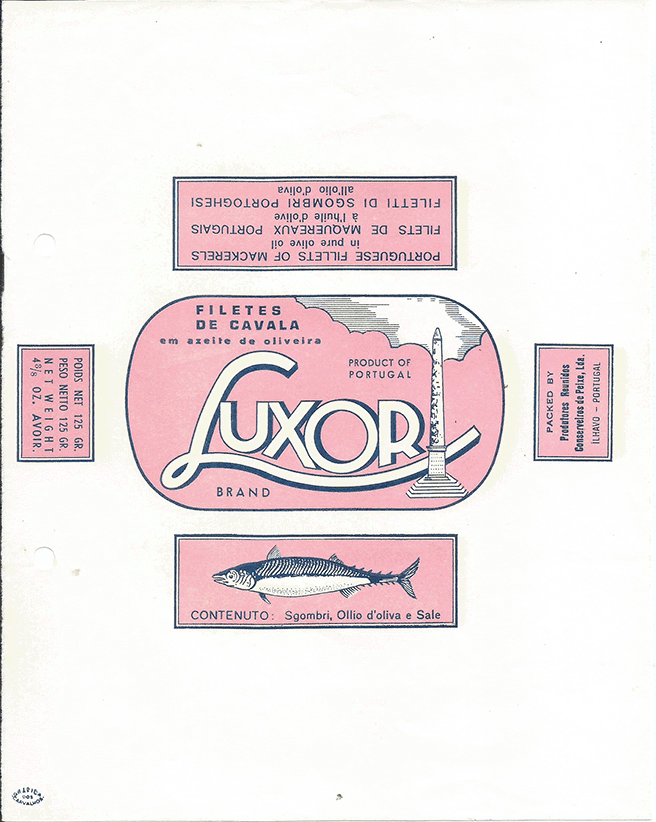 PORTUGUESE FILLETS OF MACKERELS
in pure olive oil
FILETS DE MAQUEREAUX PORTUGAIS
à l'huile d'olive
FILETTI DI SGOMBRI PORTOGHESI
all'olio d'oliva
FILETES
DE CAVALA
em azeite de oliveira
PRODUCT OF
PORTUGAL
LUXOR
BRAND
POIDS NET 125 GR.
PESO NETTO 125 GR.
NET WEIGHT
4 3/8 OZ. AVOIR.
PACKED BY
Produtores Reunidos
Conserveiros de Peixe, Lda.
ILHAVO - PORTUGAL
CONTENUTO: Sgombri, Ollio d'oliva e Sale
GRAFICA
DOS
CARVALHOS